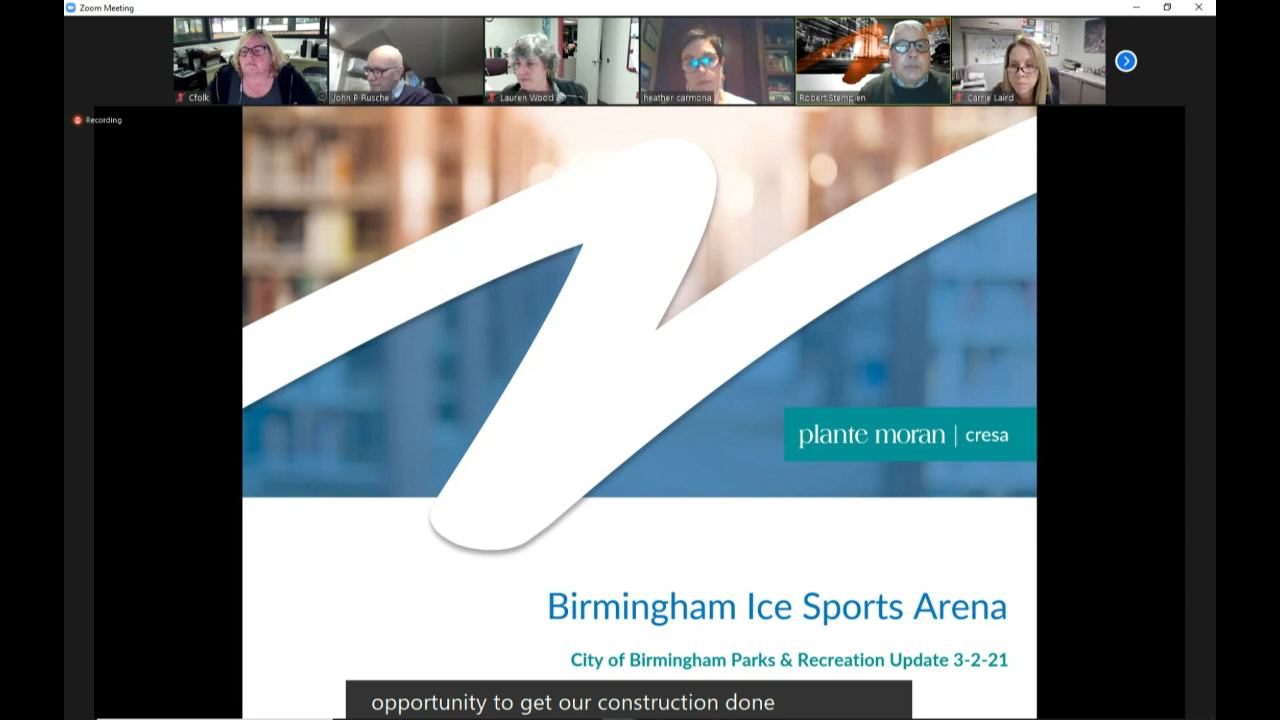 Zoom Meeting
Cfolk
John P Rusche
Lauren Wood
heather carmona
Robert Stempien
Carrie Laird
Recording
plante moran | cresa
Birmingham Ice Sports Arena
City of Birmingham Parks & Recreation Update 3-2-21
opportunity to get our construction done